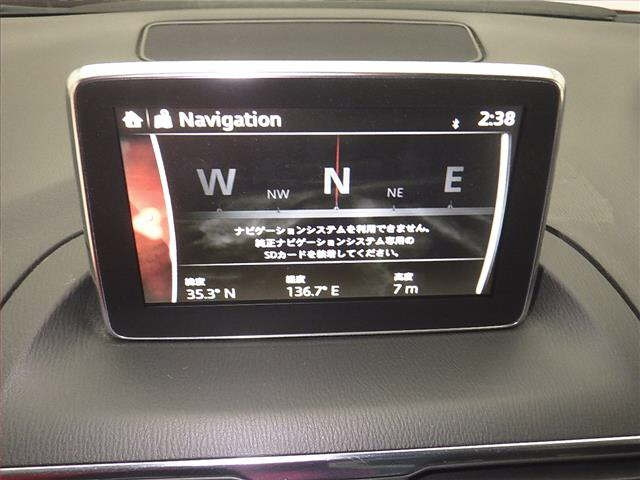 Navigation 2:38
W NW N NE E
ナビゲーションシステムを利用できません。
純正ナビゲーションシステム専用の
SDカードを装着してください。
緯度 経度 高度
35.3° N 136.7° E 7 m